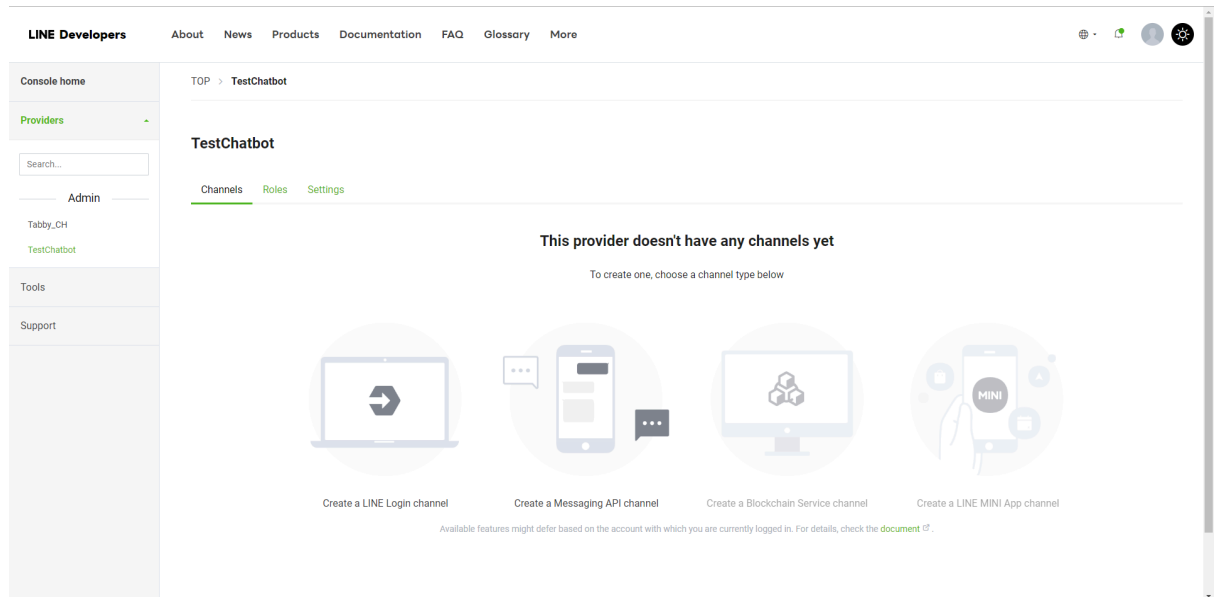 LINE Developers About News Products Documentation FAQ Glossary More
Console home
TOP > TestChatbot
Providers
TestChatbot
Search...
Channels Roles Settings
Admin
Tabby_CH
TestChatbot
This provider doesn't have any channels yet
To create one, choose a channel type below
Tools
Support
MINI
Create a LINE Login channel
Create a Messaging API channel
Create a Blockchain Service channel
Create a LINE MINI App channel
Available features might defer based on the account with which you are currently logged in. For details, check the document .